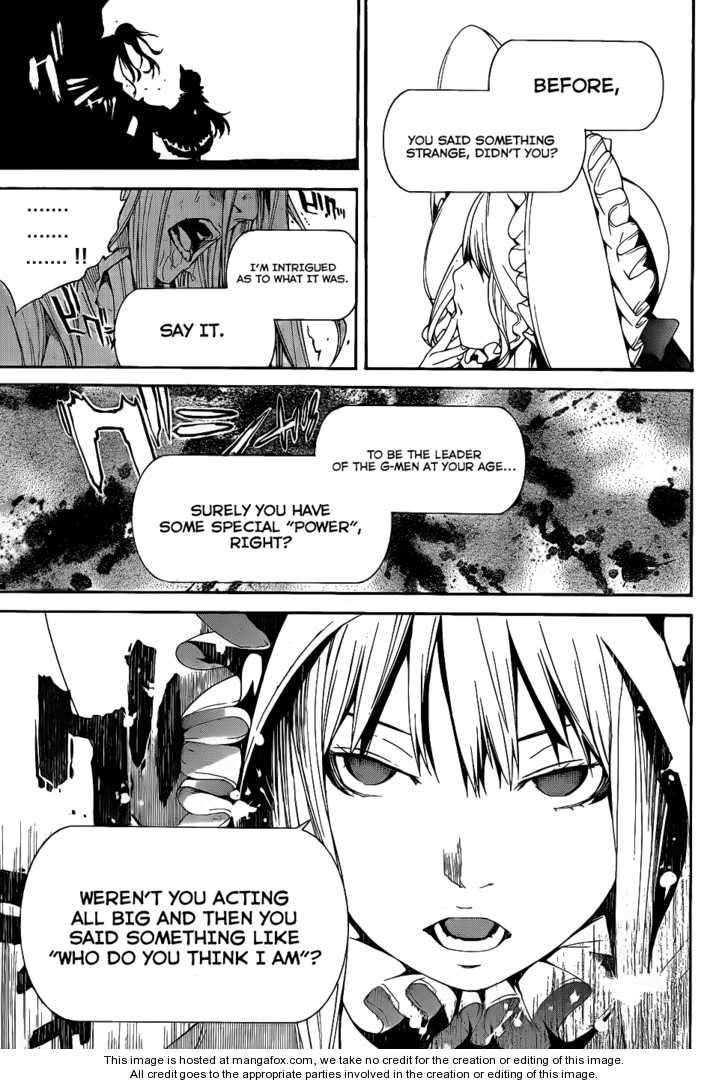 BEFORE,
YOU SAID SOMETHING
STRANGE, DIDN'T YOU?
.......
.......
....... !!
I'M INTRIGUED
AS TO WHAT IT WAS.
SAY IT.
TO BE THE LEADER
OF THE G-MEN AT YOUR AGE...
SURELY YOU HAVE
SOME SPECIAL "POWER",
RIGHT?
WEREN'T YOU ACTING
ALL BIG AND THEN YOU
SAID SOMETHING LIKE
"WHO DO YOU THINK I AM"?
This image is hosted at mangafox.com, we take no credit for the creation or editing of this image.
All credit goes to the appropriate parties involved in the creation or editing of this image.